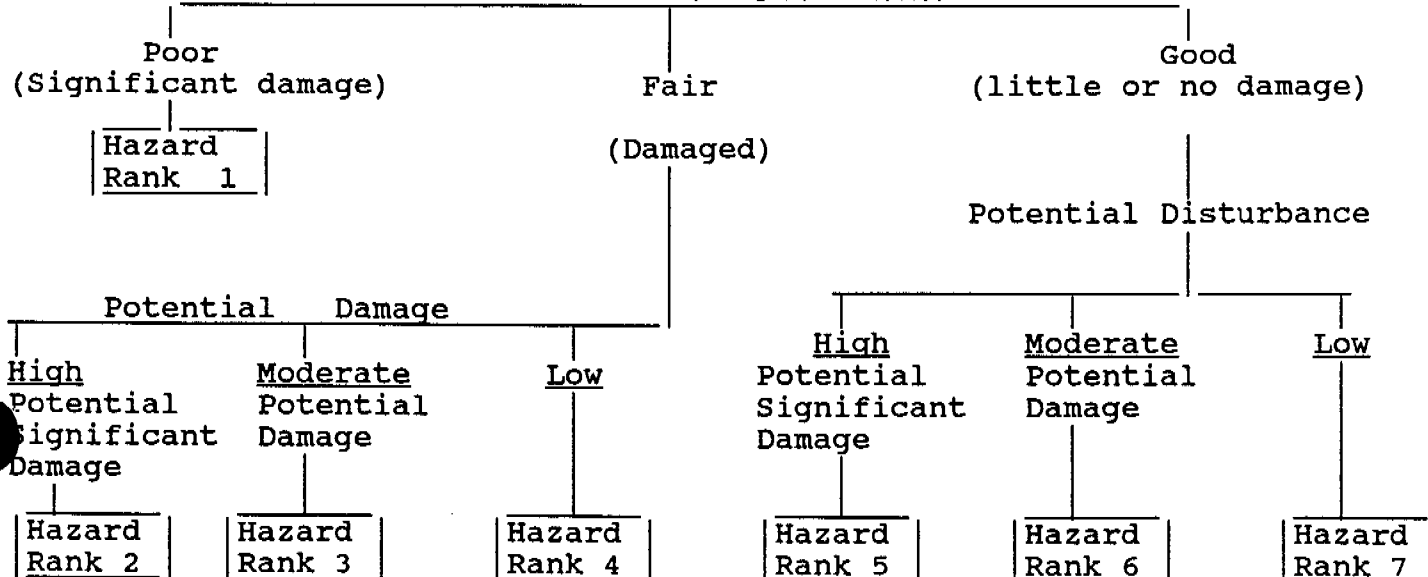 Poor
(Significant damage)
Fair
Good
(little or no damage)
Hazard
Rank 1
(Damaged)
Potential Disturbance
Potential Damage
High
Potential
Significant
Damage
Moderate
Potential
Damage
Low
High
Potential
Significant
Damage
Moderate
Potential
Damage
Low
Hazard
Rank 2
Hazard
Rank 3
Hazard
Rank 4
Hazard
Rank 5
Hazard
Rank 6
Hazard
Rank 7